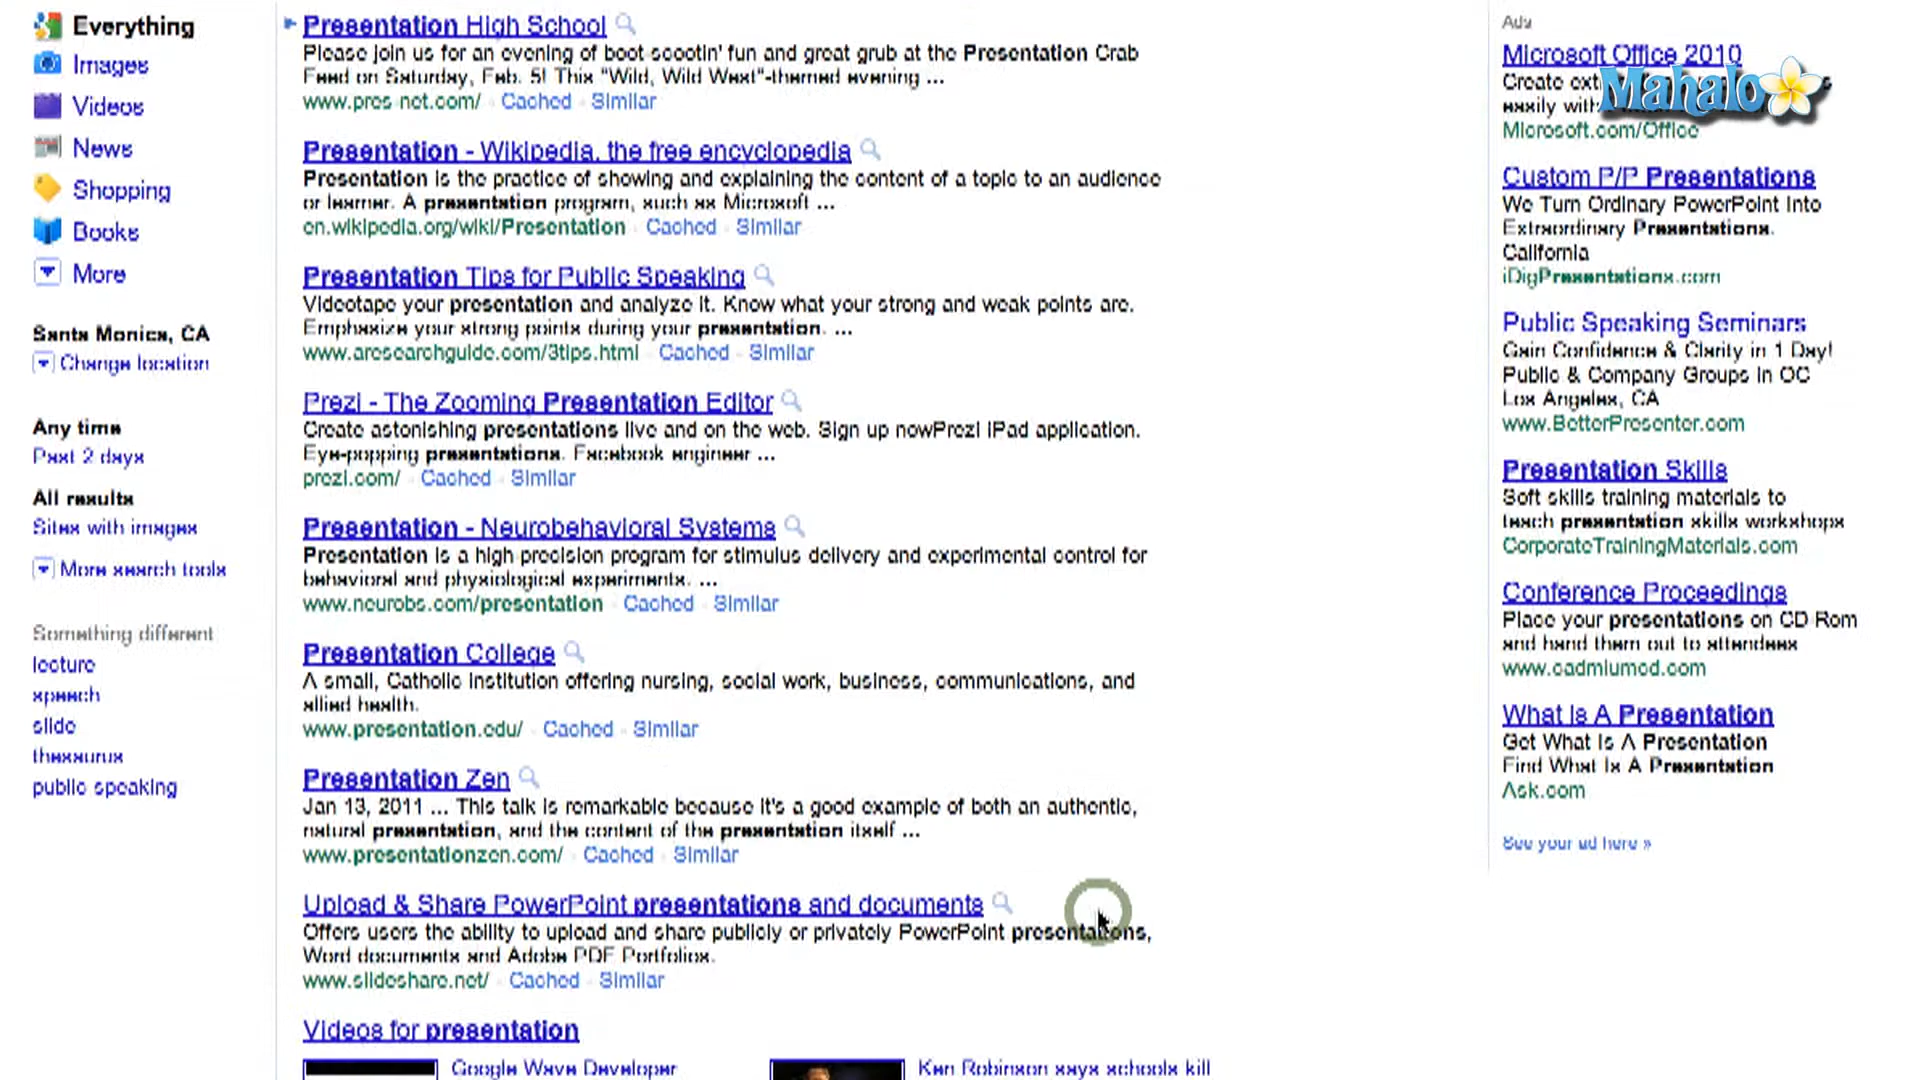 Everything
Images
Videos
News
Shopping
Books
More
Santa Monica, CA
Change location
Any time
Past 2 days
All results
Sites with images
More search tools
Something different
lecture
speech
slide
thesaurus
public speaking
Presentation High School
Please join us for an evening of boot scootin' fun and great grub at the Presentation Crab
Feed on Saturday, Feb. 5! This "Wild, Wild West"-themed evening ...
www.pres-net.com/ - Cached - Similar
Presentation - Wikipedia, the free encyclopedia
Presentation is the practice of showing and explaining the content of a topic to an audience
or learner. A presentation program, such as Microsoft ...
en.wikipedia.org/wiki/Presentation - Cached - Similar
Presentation Tips for Public Speaking
Videotape your presentation and analyze it. Know what your strong and weak points are.
Emphasize your strong points during your presentation. ...
www.aresearchguide.com/3tips.html - Cached - Similar
Prezi - The Zooming Presentation Editor
Create astonishing presentations live and on the web. Sign up nowPrezi iPad application.
Eye-popping presentations. Facebook engineer ...
prezi.com/ - Cached - Similar
Presentation - Neurobehavioral Systems
Presentation is a high precision program for stimulus delivery and experimental control for
behavioral and physiological experiments. ...
www.neurobs.com/presentation - Cached - Similar
Presentation College
A small, Catholic institution offering nursing, social work, business, communications, and
allied health.
www.presentation.edu/ - Cached - Similar
Presentation Zen
Jan 13, 2011 ... This talk is remarkable because it's a good example of both an authentic,
natural presentation, and the content of the presentation itself ...
www.presentationzen.com/ - Cached - Similar
Upload & Share PowerPoint presentations and documents
Offers users the ability to upload and share publicly or privately PowerPoint presentations,
Word documents and Adobe PDF Portfolios.
www.slideshare.net/ - Cached - Similar
Videos for presentation
Google Wave Developer
Ken Robinson says schools kill
Ads
Microsoft Office 2010
Create
easily with
Microsoft.com/Office
Mahalo
Custom P/P Presentations
We Turn Ordinary PowerPoint Into
Extraordinary Presentations.
California
iDigPresentations.com
Public Speaking Seminars
Gain Confidence & Clarity in 1 Day!
Public & Company Groups in OC
Los Angeles, CA
www.BetterPresenter.com
Presentation Skills
Soft skills training materials to
teach presentation skills workshops
CorporateTrainingMaterials.com
Conference Proceedings
Place your presentations on CD Rom
and hand them out to attendees
www.cadmiumcd.com
What Is A Presentation
Get What Is A Presentation
Find What Is A Presentation
Ask.com
See your ad here »